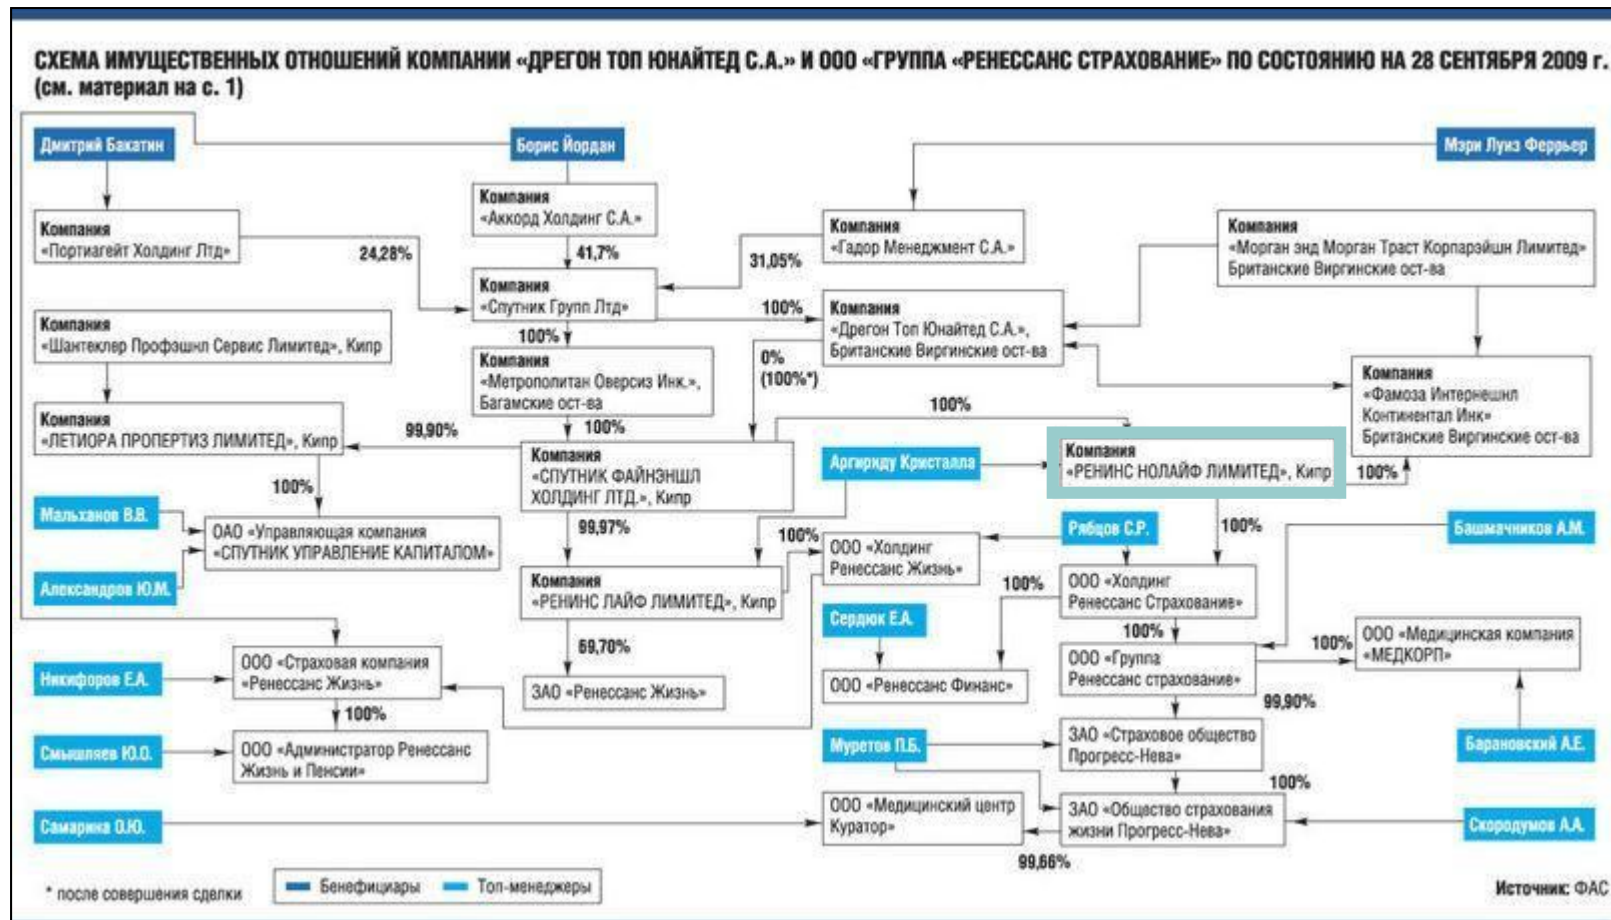 СХЕМА ИМУЩЕСТВЕННЫХ ОТНОШЕНИЙ КОМПАНИИ «ДРЕГОН ТОП ЮНАЙТЕД С.А.» И ООО «ГРУППА «РЕНЕССАНС СТРАХОВАНИЕ» ПО СОСТОЯНИЮ НА 28 СЕНТЯБРЯ 2009 г.
(см. материал на с. 1)
Дмитрий Бакатин
Борис Йордан
Мэри Луиз Феррьер
Компания
«Портиагейт Холдинг Лтд»
24,28%
Компания
«Аккорд Холдинг С.А.»
41,7%
Компания
«Гадор Менеджмент С.А.»
31,05%
Компания
«Морган энд Морган Траст Корпарэйшн Лимитед»
Британские Виргинские ост-ва
Компания
«Спутник Групп Лтд»
100%
100%
Компания
«Дрегон Топ Юнайтед С.А.»,
Британские Виргинские ост-ва
0%
(100%*)
Компания
«Шантеклер Профэшнл Сервис Лимитед», Кипр
Компания
«Метрополитан Оверсиз Инк.»,
Багамские ост-ва
100%
Компания
«Фамоза Интернешнл
Континентал Инк»
Британские Виргинские ост-ва
100%
Компания
«ЛЕТИОРА ПРОПЕРТИЗ ЛИМИТЕД», Кипр
99,90%
Компания
«СПУТНИК ФАЙНЭНШЛ
ХОЛДИНГ ЛТД.», Кипр
Аргириду Кристалла
Компания
«РЕНИНС НОЛАЙФ ЛИМИТЕД», Кипр
100%
100%
Мальханов В.В.
Александров Ю.М.
ОАО «Управляющая компания
«СПУТНИК УПРАВЛЕНИЕ КАПИТАЛОМ»
99,97%
100%
ООО «Холдинг
Ренессанс Жизнь»
Рябцов С.Р.
100%
Башмачников А.М.
Компания
«РЕНИНС ЛАЙФ ЛИМИТЕД», Кипр
100%
ООО «Холдинг
Ренессанс Страхование»
Сердюк Е.А.
100%
69,70%
ООО «Страховая компания
«Ренессанс Жизнь»
Никифоров Е.А.
ЗАО «Ренессанс Жизнь»
ООО «Ренессанс Финанс»
ООО «Группа
Ренессанс страхование»
100%
ООО «Медицинская компания
«МЕДКОРП»
99,90%
100%
Смышляев Ю.О.
ООО «Администратор Ренессанс
Жизнь и Пенсии»
Муретов П.Б.
ЗАО «Страховое общество
Прогресс-Нева»
Барановский А.Е.
100%
Самарина О.Ю.
ООО «Медицинский центр
Куратор»
ЗАО «Общество страхования
жизни Прогресс-Нева»
Скородумов А.А.
99,66%
* после совершения сделки
Бенефициары
Топ-менеджеры
Источник: ФАС